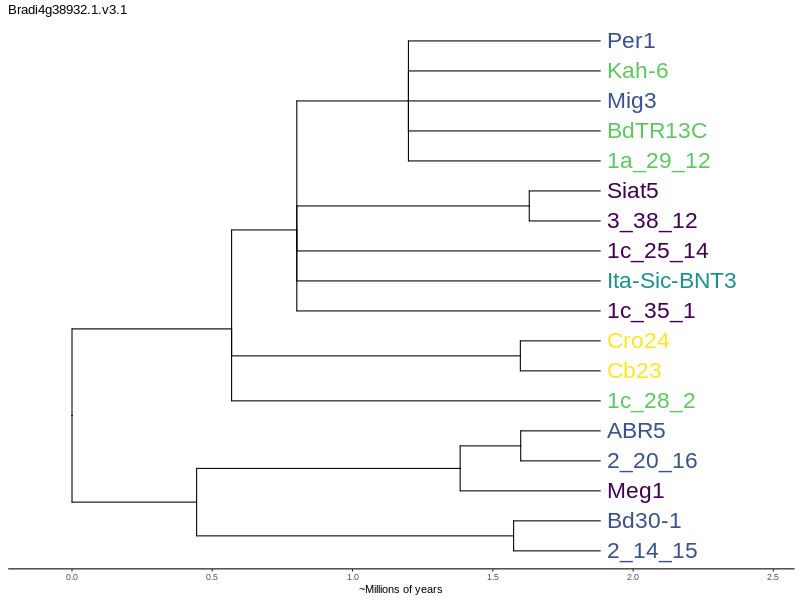 Bradi4g38932.1.v3.1
Per1
Kah-6
Mig3
BdTR13C
1a_29_12
Siat5
3_38_12
1c_25_14
Ita-Sic-BNT3
1c_35_1
Cro24
Cb23
1c_28_2
ABR5
2_20_16
Meg1
Bd30-1
2_14_15
0.0 0.5 1.0 1.5 2.0 2.5
~Millions of years